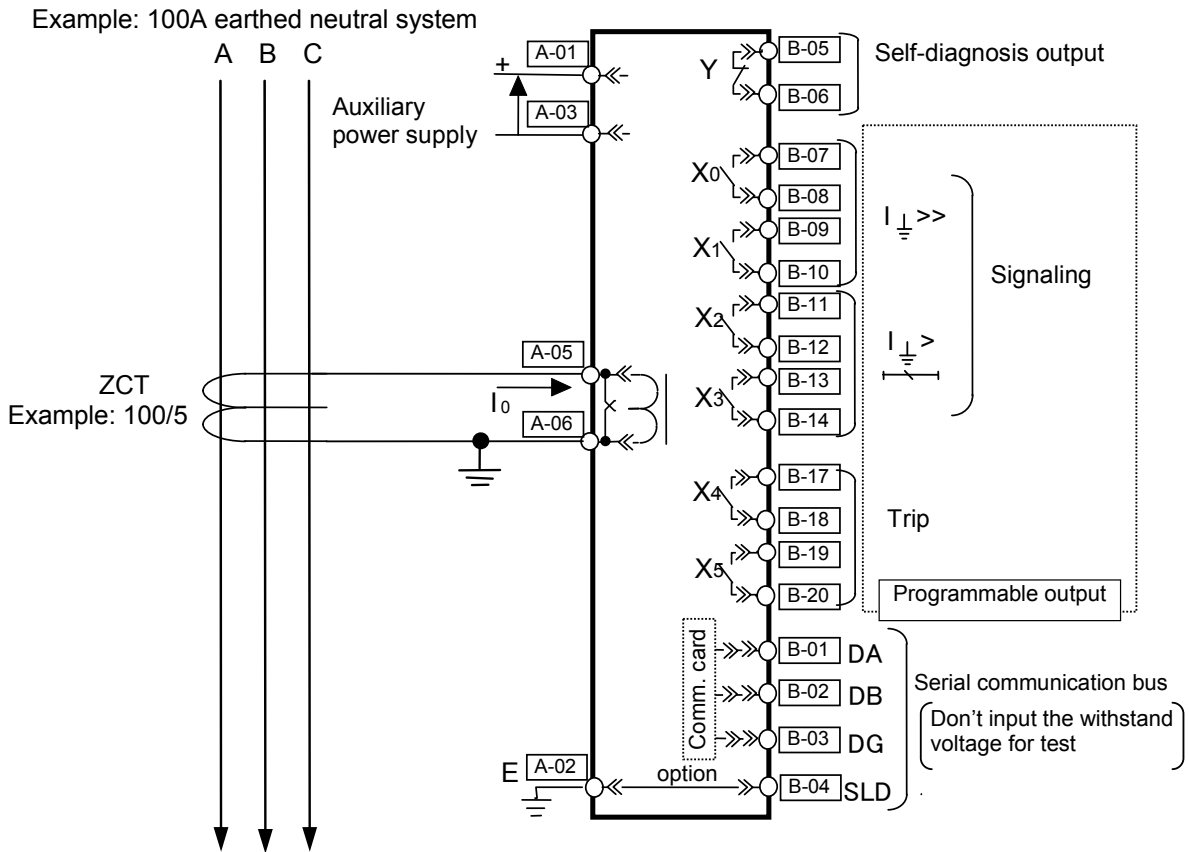 Example: 100A earthed neutral system
A B C
Auxiliary
power supply
+
A-01
A-03
ZCT
Example: 100/5
A-05
I0
A-06
E
A-02
option
Y
B-05
B-06
Self-diagnosis output
X0
B-07
B-08
X1
B-09
B-10
I >>
X2
B-11
B-12
I >
X3
B-13
B-14
Signaling
X4
B-17
B-18
X5
B-19
B-20
Trip
Programmable output
Comm. card
B-01 DA
B-02 DB
B-03 DG
B-04 SLD
Serial communication bus
Don’t input the withstand
voltage for test